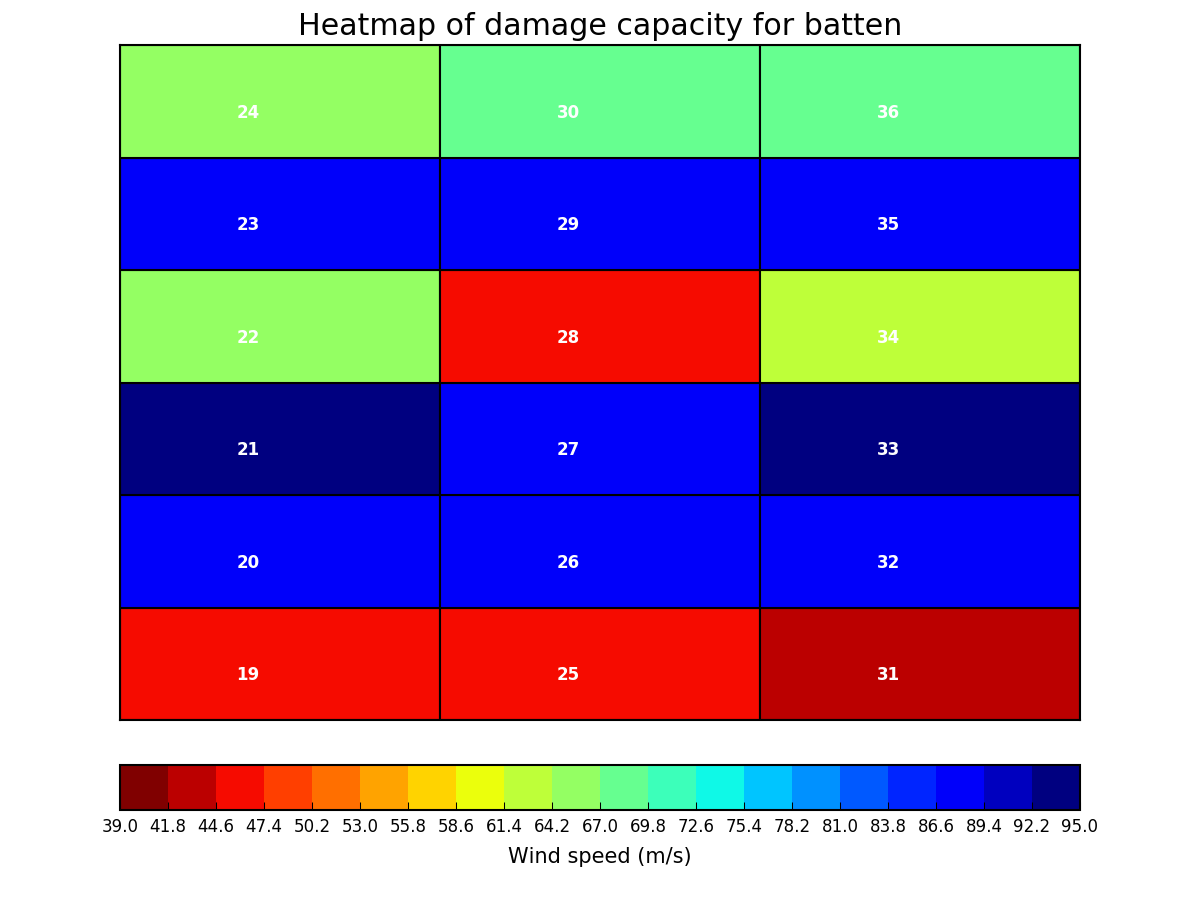 Heatmap of damage capacity for batten
24 30 36
23 29 35
22 28 34
21 27 33
20 26 32
19 25 31
39.0 41.8 44.6 47.4 50.2 53.0 55.8 58.6 61.4 64.2 67.0 69.8 72.6 75.4 78.2 81.0 83.8 86.6 89.4 92.2 95.0
Wind speed (m/s)